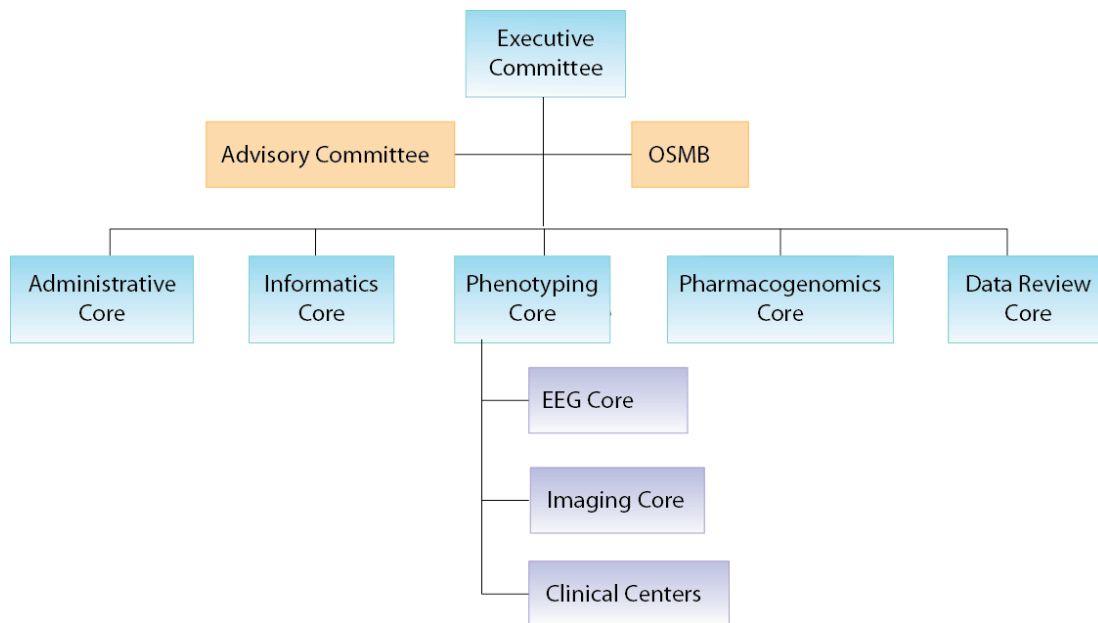 Executive
Committee
Advisory Committee
OSMB
Administrative
Core
Informatics
Core
Phenotyping
Core
Pharmacogenomics
Core
Data Review
Core
EEG Core
Imaging Core
Clinical Centers